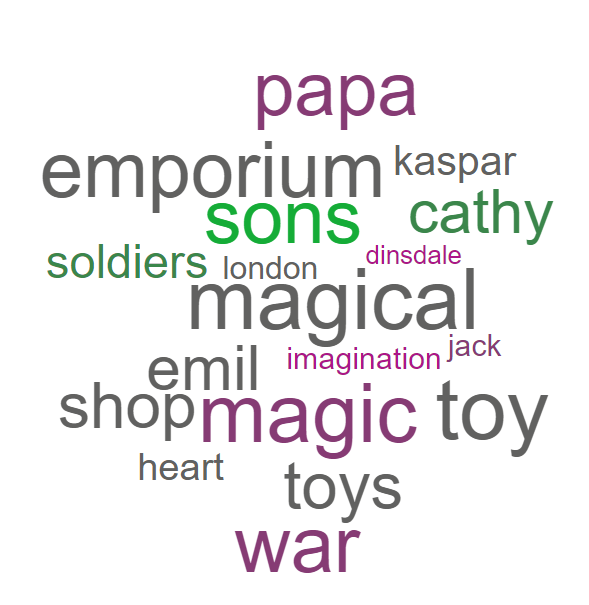 papa
emporium kaspar
sons cathy
soldiers london dinsdale
magical
emil imagination jack
shop magic toy
heart toys
war